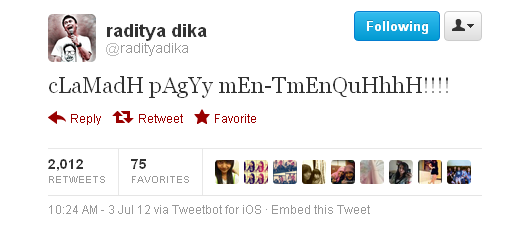 raditya dika
@radityadika
Following
cLaMadH pAgYy mEn-TmEnQuHhhH!!!!
Reply Retweet Favorite
2,012 75
RETWEETS FAVORITES
10:24 AM - 3 Jul 12 via Tweetbot for iOS · Embed this Tweet